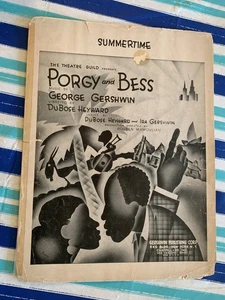 SUMMERTIME
THE THEATRE GUILD PRESENTS
PORGY and BESS
GEORGE GERSHWIN
DUBOSE HEYWARD
DUBOSE HEYWARD and IRA GERSHWIN
GERSHWIN PUBLISHING CORP.